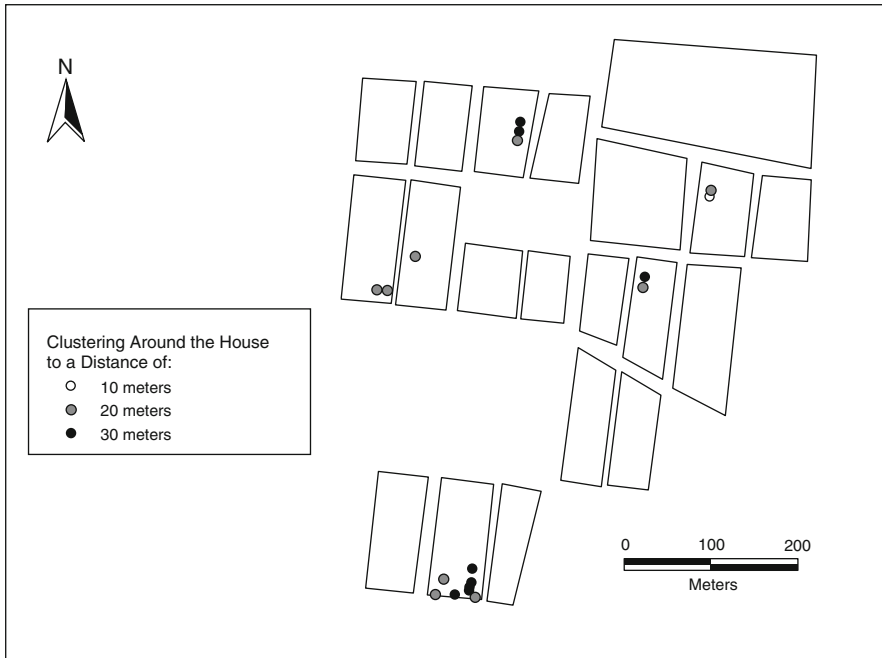 N
Clustering Around the House
to a Distance of:
10 meters
20 meters
30 meters
0 100 200
Meters